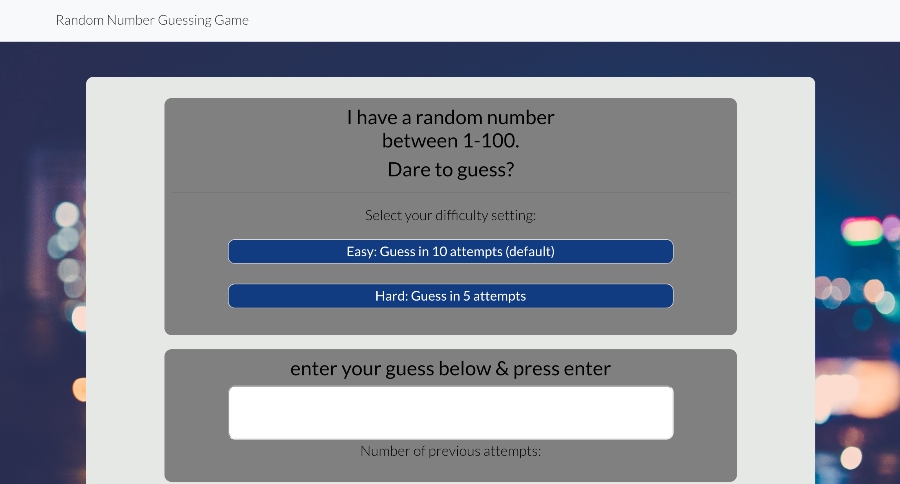 Random Number Guessing Game
I have a random number
between 1-100.
Dare to guess?
Select your difficulty setting:
Easy: Guess in 10 attempts (default)
Hard: Guess in 5 attempts
enter your guess below & press enter
Number of previous attempts: